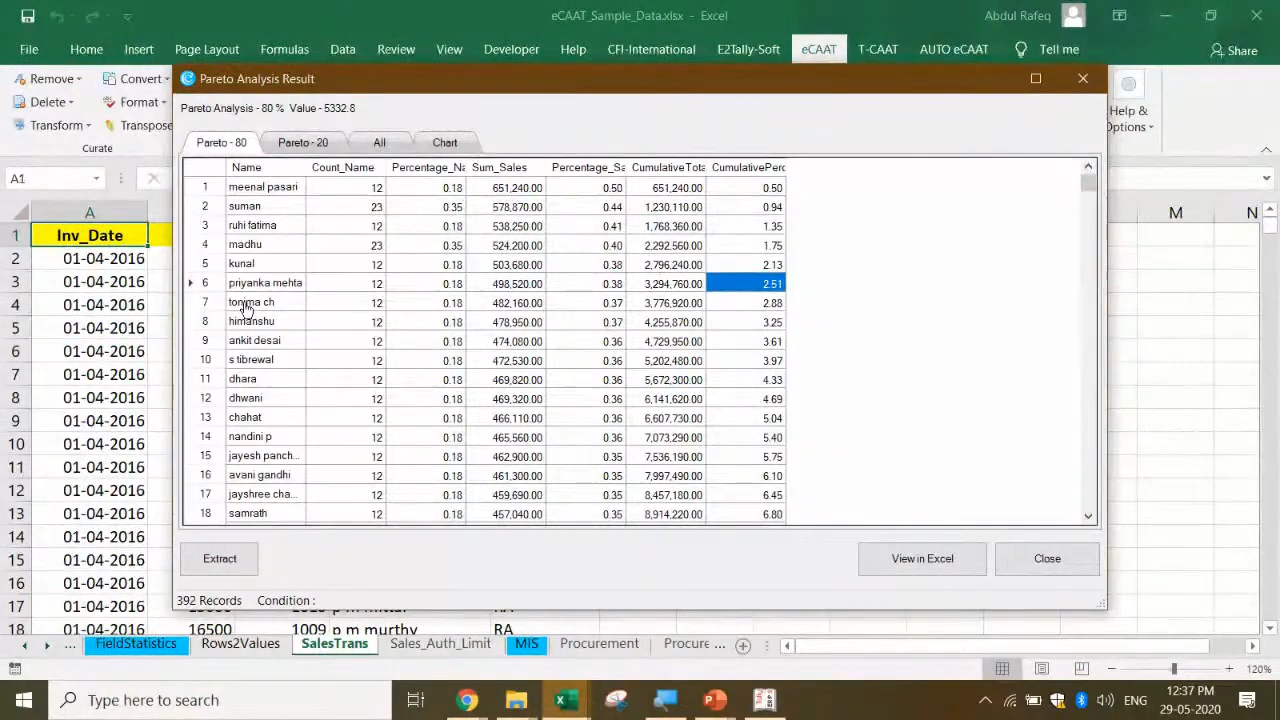 eCAAT_Sample_Data.xlsx - Excel
Abdul Rafeq
File Home Insert Page Layout Formulas Data Review View Developer Help CFI-International E2Tally-Soft eCAAT T-CAAT AUTO eCAAT Tell me Share
Remove Convert
Delete Format
Transform Transpose
Curate
Help &
Options
Pareto Analysis Result
Pareto Analysis - 80 % Value - 5332.8
Pareto - 80 Pareto - 20 All Chart
Name Count_Name Percentage_Na Sum_Sales Percentage_Sa CumulativeTota CumulativePerc
1 meenal pasari 12 0.18 651,240.00 0.50 651,240.00 0.50
2 suman 23 0.35 578,870.00 0.44 1,230,110.00 0.94
3 ruhi fatima 12 0.18 538,250.00 0.41 1,768,360.00 1.35
4 madhu 23 0.35 524,200.00 0.40 2,292,560.00 1.75
5 kunal 12 0.18 503,680.00 0.38 2,796,240.00 2.13
6 priyanka mehta 12 0.18 498,520.00 0.38 3,294,760.00 2.51
7 tonima ch 12 0.18 482,160.00 0.37 3,776,920.00 2.88
8 himanshu 12 0.18 478,950.00 0.37 4,255,870.00 3.25
9 ankit desai 12 0.18 474,080.00 0.36 4,729,950.00 3.61
10 s tibrewal 12 0.18 472,530.00 0.36 5,202,480.00 3.97
11 dhara 12 0.18 469,820.00 0.36 5,672,300.00 4.33
12 dhwani 12 0.18 469,320.00 0.36 6,141,620.00 4.69
13 chahat 12 0.18 466,110.00 0.36 6,607,730.00 5.04
14 nandini p 12 0.18 465,560.00 0.36 7,073,290.00 5.40
15 jayesh panch... 12 0.18 462,900.00 0.35 7,536,190.00 5.75
16 avani gandhi 12 0.18 461,300.00 0.35 7,997,490.00 6.10
17 jayshree cha... 12 0.18 459,690.00 0.35 8,457,180.00 6.45
18 samrath 12 0.18 457,040.00 0.35 8,914,220.00 6.80
Extract View in Excel Close
392 Records Condition :
A1
A M N
1 Inv_Date
2 01-04-2016
3 01-04-2016
4 01-04-2016
5 01-04-2016
6 01-04-2016
7 01-04-2016
8 01-04-2016
9 01-04-2016
10 01-04-2016
11 01-04-2016
12 01-04-2016
13 01-04-2016
14 01-04-2016
15 01-04-2016
16 01-04-2016
17 01-04-2016
18 01-04-2016 16500 1009 p m murthy RA
... FieldStatistics Rows2Values SalesTrans Sales_Auth_Limit MIS Procurement Procure ...
120%
Type here to search
ENG
12:37 PM
29-05-2020